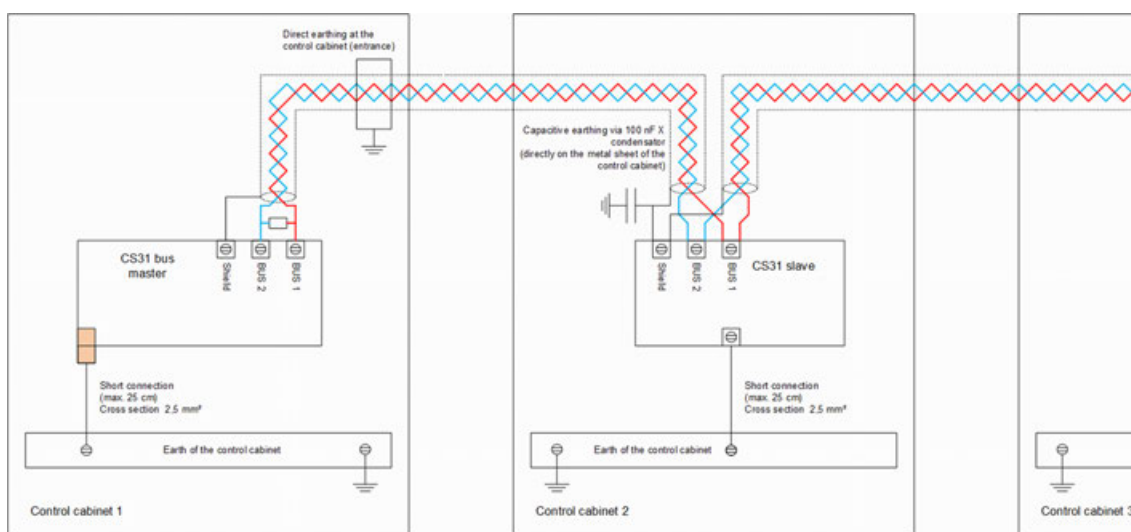 Direct earthing at the
control cabinet (entrance)
Capacitive earthing via 100 nF X
condensator
(directly on the metal sheet of the
control cabinet)
CS31 bus
master
Shield
BUS 2
BUS 1
Shield
BUS 2
BUS 1
CS31 slave
Short connection
(max. 25 cm)
Cross section 2,5 mm²
Short connection
(max. 25 cm)
Cross section 2,5 mm²
Earth of the control cabinet
Earth of the control cabinet
Control cabinet 1
Control cabinet 2
Control cabinet 3